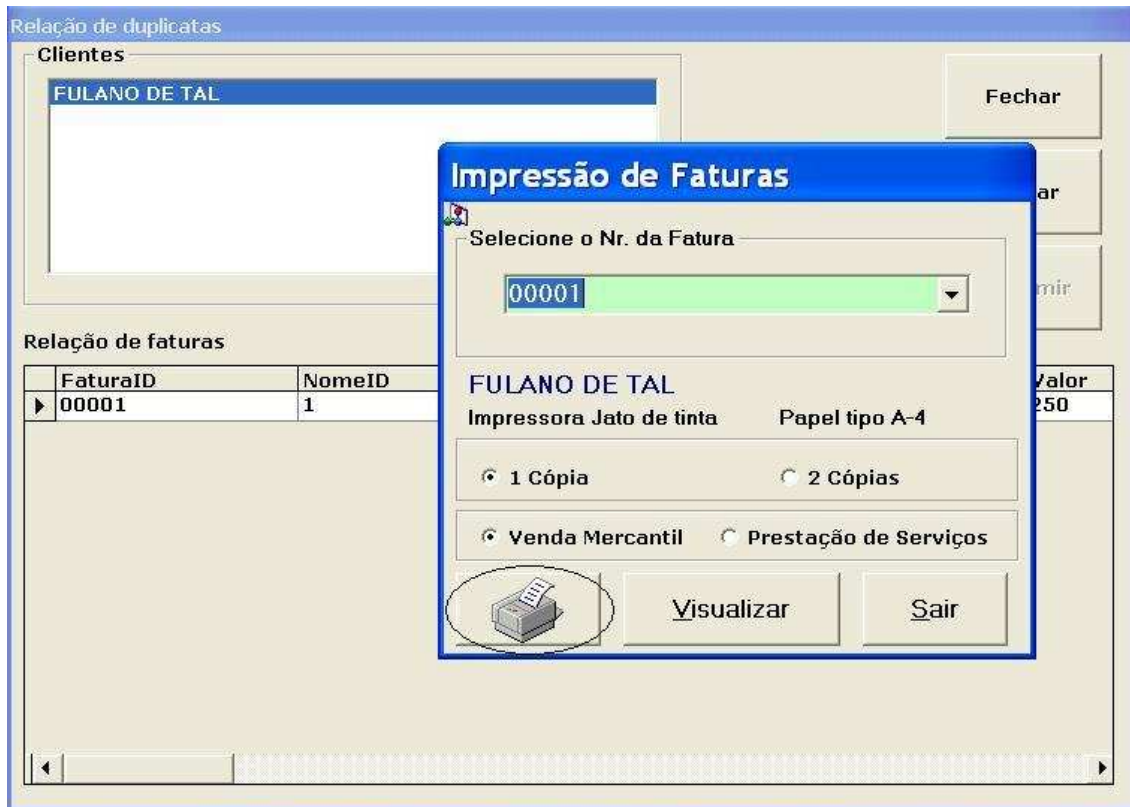 Relação de duplicatas
Clientes
FULANO DE TAL
Fechar
ar
mir
Relação de faturas
FaturaID NomeID Valor
00001 1 250
Impressão de Faturas
Selecione o Nr. da Fatura
00001
FULANO DE TAL
Impressora Jato de tinta Papel tipo A-4
1 Cópia 2 Cópias
Venda Mercantil Prestação de Serviços
Visualizar Sair